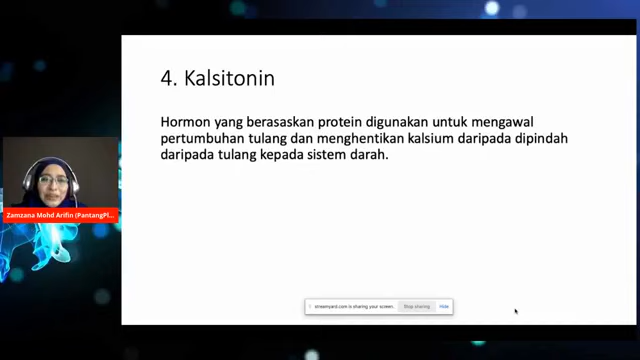 4. Kalsitonin
Hormon yang berasaskan protein digunakan untuk mengawal
pertumbuhan tulang dan menghentikan kalsium daripada dipindah
daripada tulang kepada sistem darah.
Zamzana Mohd Arifin (PantangPl...
streamyard.com is sharing your screen. Stop sharing Hide